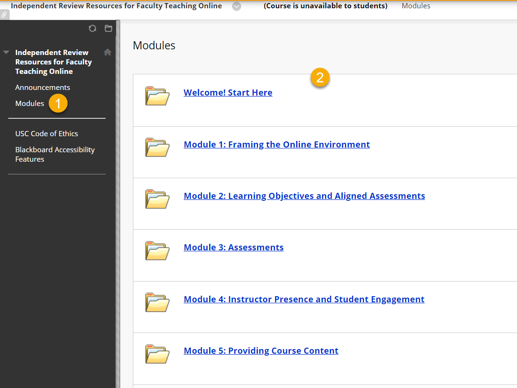 Independent Review Resources for Faculty Teaching Online
(Course is unavailable to students)
Modules
Independent Review
Resources for Faculty
Teaching Online
Announcements
Modules 1
USC Code of Ethics
Blackboard Accessibility
Features
Modules
2
Welcome! Start Here
Module 1: Framing the Online Environment
Module 2: Learning Objectives and Aligned Assessments
Module 3: Assessments
Module 4: Instructor Presence and Student Engagement
Module 5: Providing Course Content